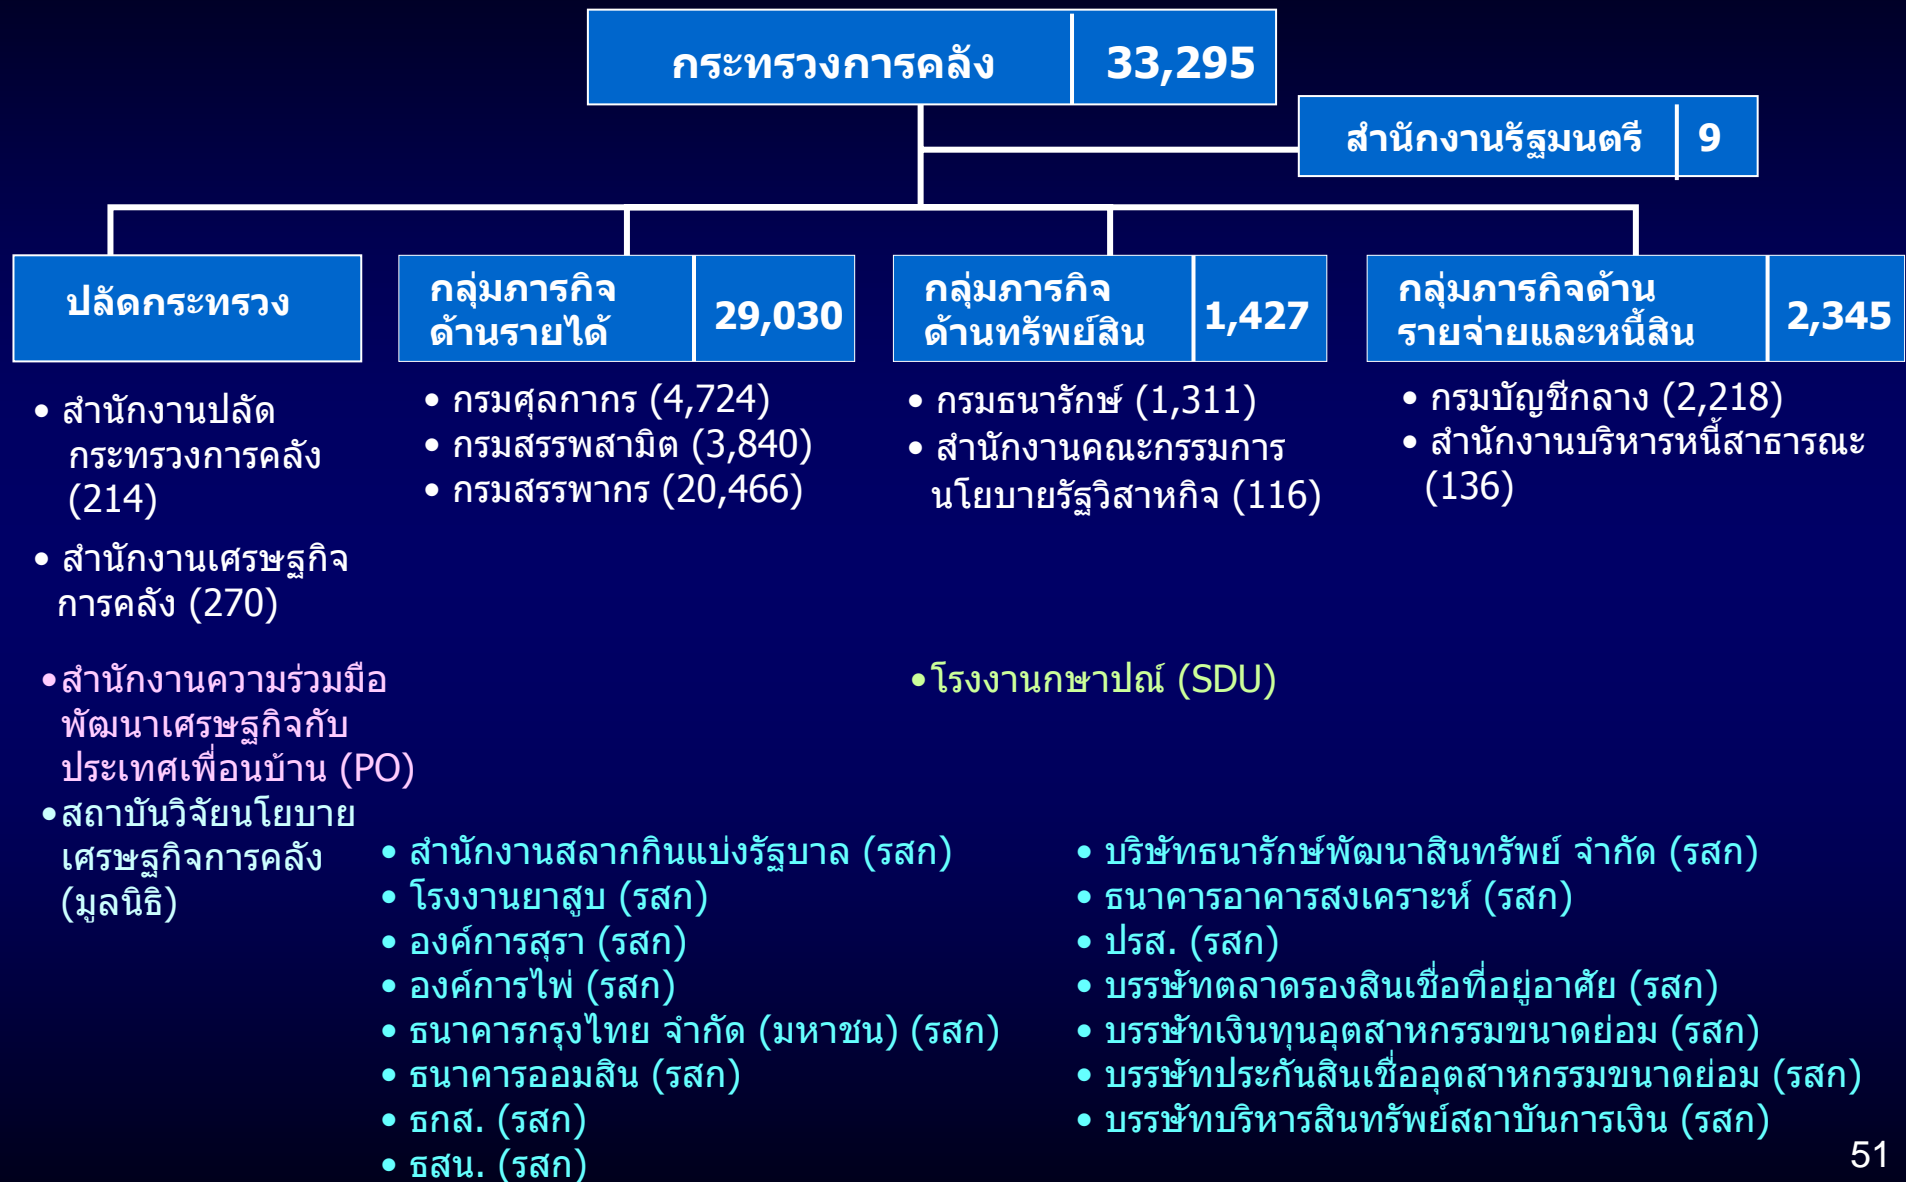 กระทรวงการคลัง 33,295
สำนักงานรัฐมนตรี 9
ปลัดกระทรวง
• สำนักงานปลัด
กระทรวงการคลัง
(214)
• สำนักงานเศรษฐกิจ
การคลัง (270)
•สำนักงานความร่วมมือ
พัฒนาเศรษฐกิจกับ
ประเทศเพื่อนบ้าน (PO)
•สถาบันวิจัยนโยบาย
เศรษฐกิจการคลัง
(มูลนิธิ)
กลุ่มภารกิจ
ด้านรายได้
29,030
• กรมศุลกากร (4,724)
• กรมสรรพสามิต (3,840)
• กรมสรรพากร (20,466)
กลุ่มภารกิจ
ด้านทรัพย์สิน
1,427
• กรมธนารักษ์ (1,311)
• สำนักงานคณะกรรมการ
นโยบายรัฐวิสาหกิจ (116)
•โรงงานกษาปณ์ (SDU)
กลุ่มภารกิจด้าน
รายจ่ายและหนี้สิน
2,345
• กรมบัญชีกลาง (2,218)
• สำนักงานบริหารหนี้สาธารณะ
(136)
• สำนักงานสลากกินแบ่งรัฐบาล (รสก)
• โรงงานยาสูบ (รสก)
• องค์การสุรา (รสก)
• องค์การไพ่ (รสก)
• ธนาคารกรุงไทย จำกัด (มหาชน) (รสก)
• ธนาคารออมสิน (รสก)
• ธกส. (รสก)
• ธสน. (รสก)
• บริษัทธนารักษ์พัฒนาสินทรัพย์ จำกัด (รสก)
• ธนาคารอาคารสงเคราะห์ (รสก)
• ปรส. (รสก)
• บรรษัทตลาดรองสินเชื่อที่อยู่อาศัย (รสก)
• บรรษัทเงินทุนอุตสาหกรรมขนาดย่อม (รสก)
• บรรษัทประกันสินเชื่ออุตสาหกรรมขนาดย่อม (รสก)
• บรรษัทบริหารสินทรัพย์สถาบันการเงิน (รสก)
51